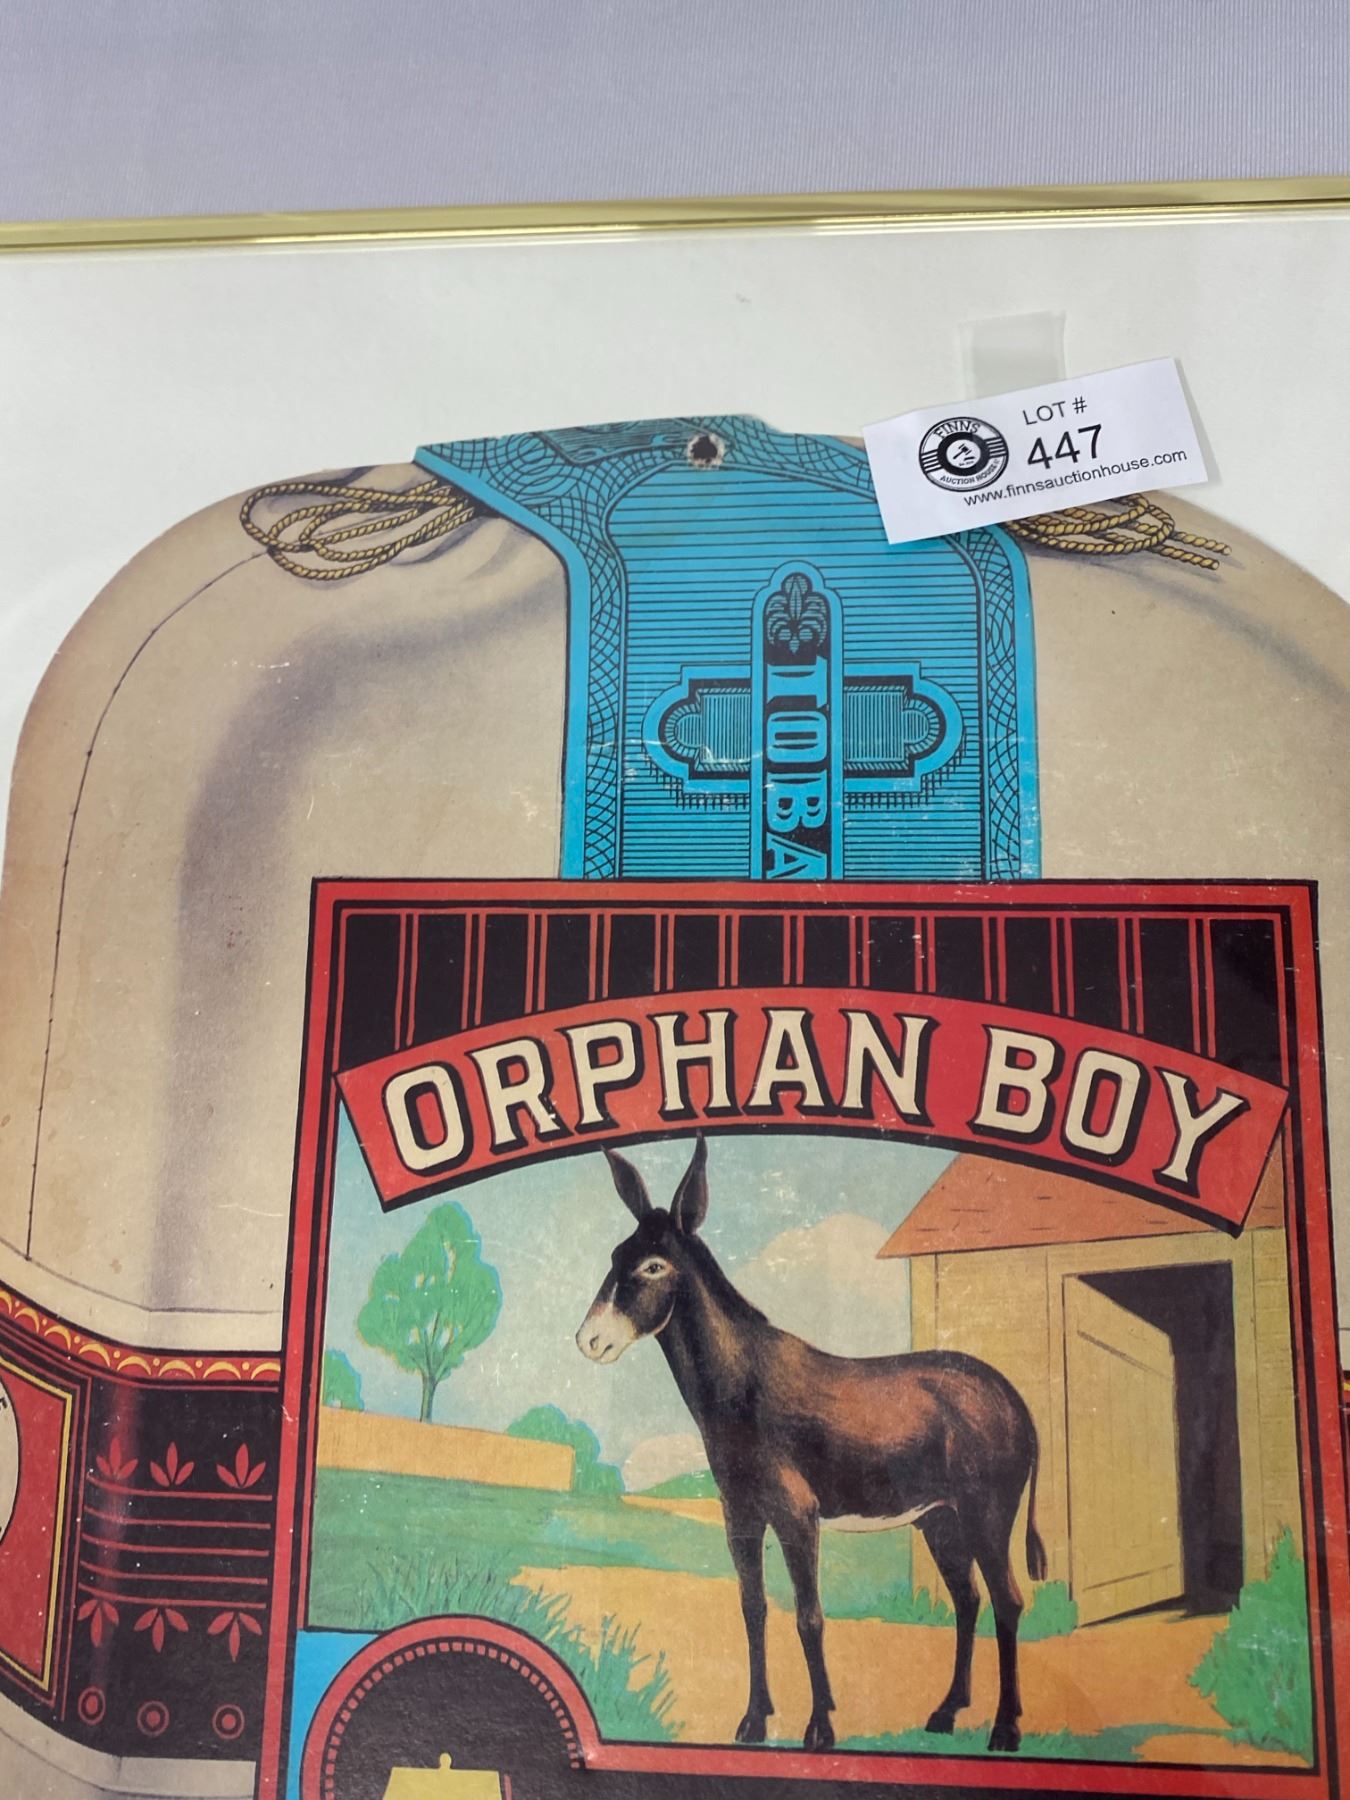 LOT #
FINNS
447
AUCTION HOUSE
www.finnsauctionhouse.com
TOBA
ORPHAN BOY